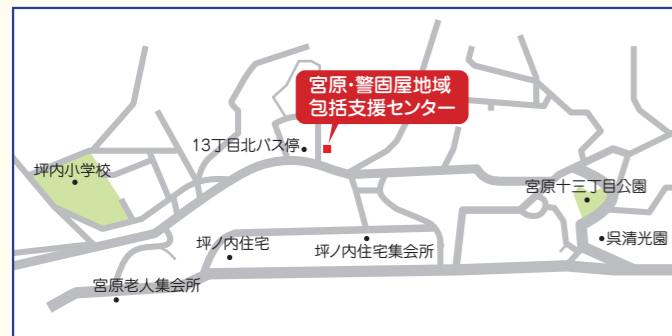 宮原・警固屋地域
包括支援センター
13丁目北バス停
坪内小学校
宮原十三丁目公園
呉清光園
坪ノ内住宅
坪ノ内住宅集会所
宮原老人集会所